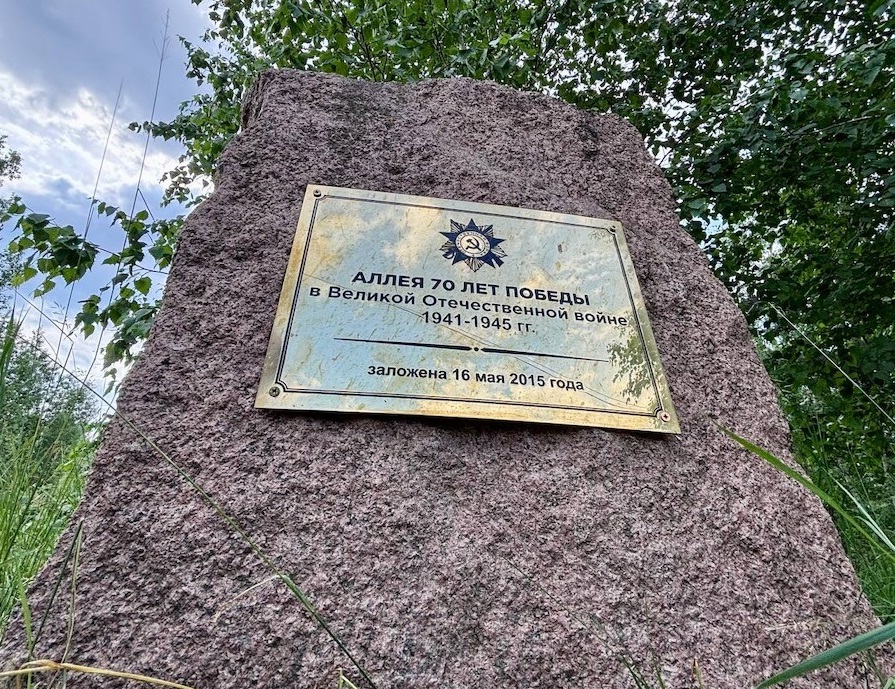 АЛЛЕЯ 70 ЛЕТ ПОБЕДЫ
в Великой Отечественной войне
1941-1945 гг.
заложена 16 мая 2015 года